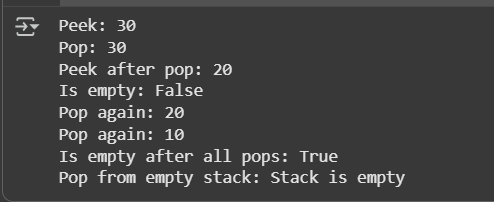 Peek: 30
Pop: 30
Peek after pop: 20
Is empty: False
Pop again: 20
Pop again: 10
Is empty after all pops: True
Pop from empty stack: Stack is empty